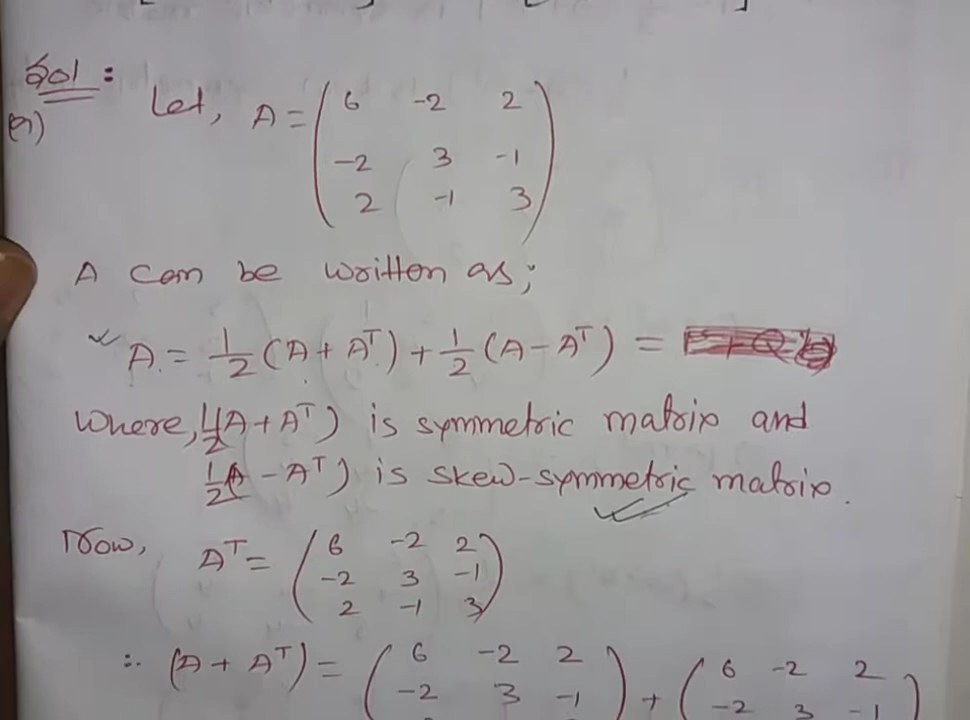 Sol :
Let, A = ( 6 -2 2
-2 3 -1
2 -1 3 )
A can be written as;
A = 1/2 (A + A^T) + 1/2 (A - A^T) =
where, 1/2 (A + A^T) is symmetric matrix and
1/2 (A - A^T) is skew-symmetric matrix.
Now, A^T = ( 6 -2 2
-2 3 -1
2 -1 3 )
∴ (A + A^T) = ( 6 -2 2 ) + ( 6 -2 2 )
-2 3 -1 -2 3 -1